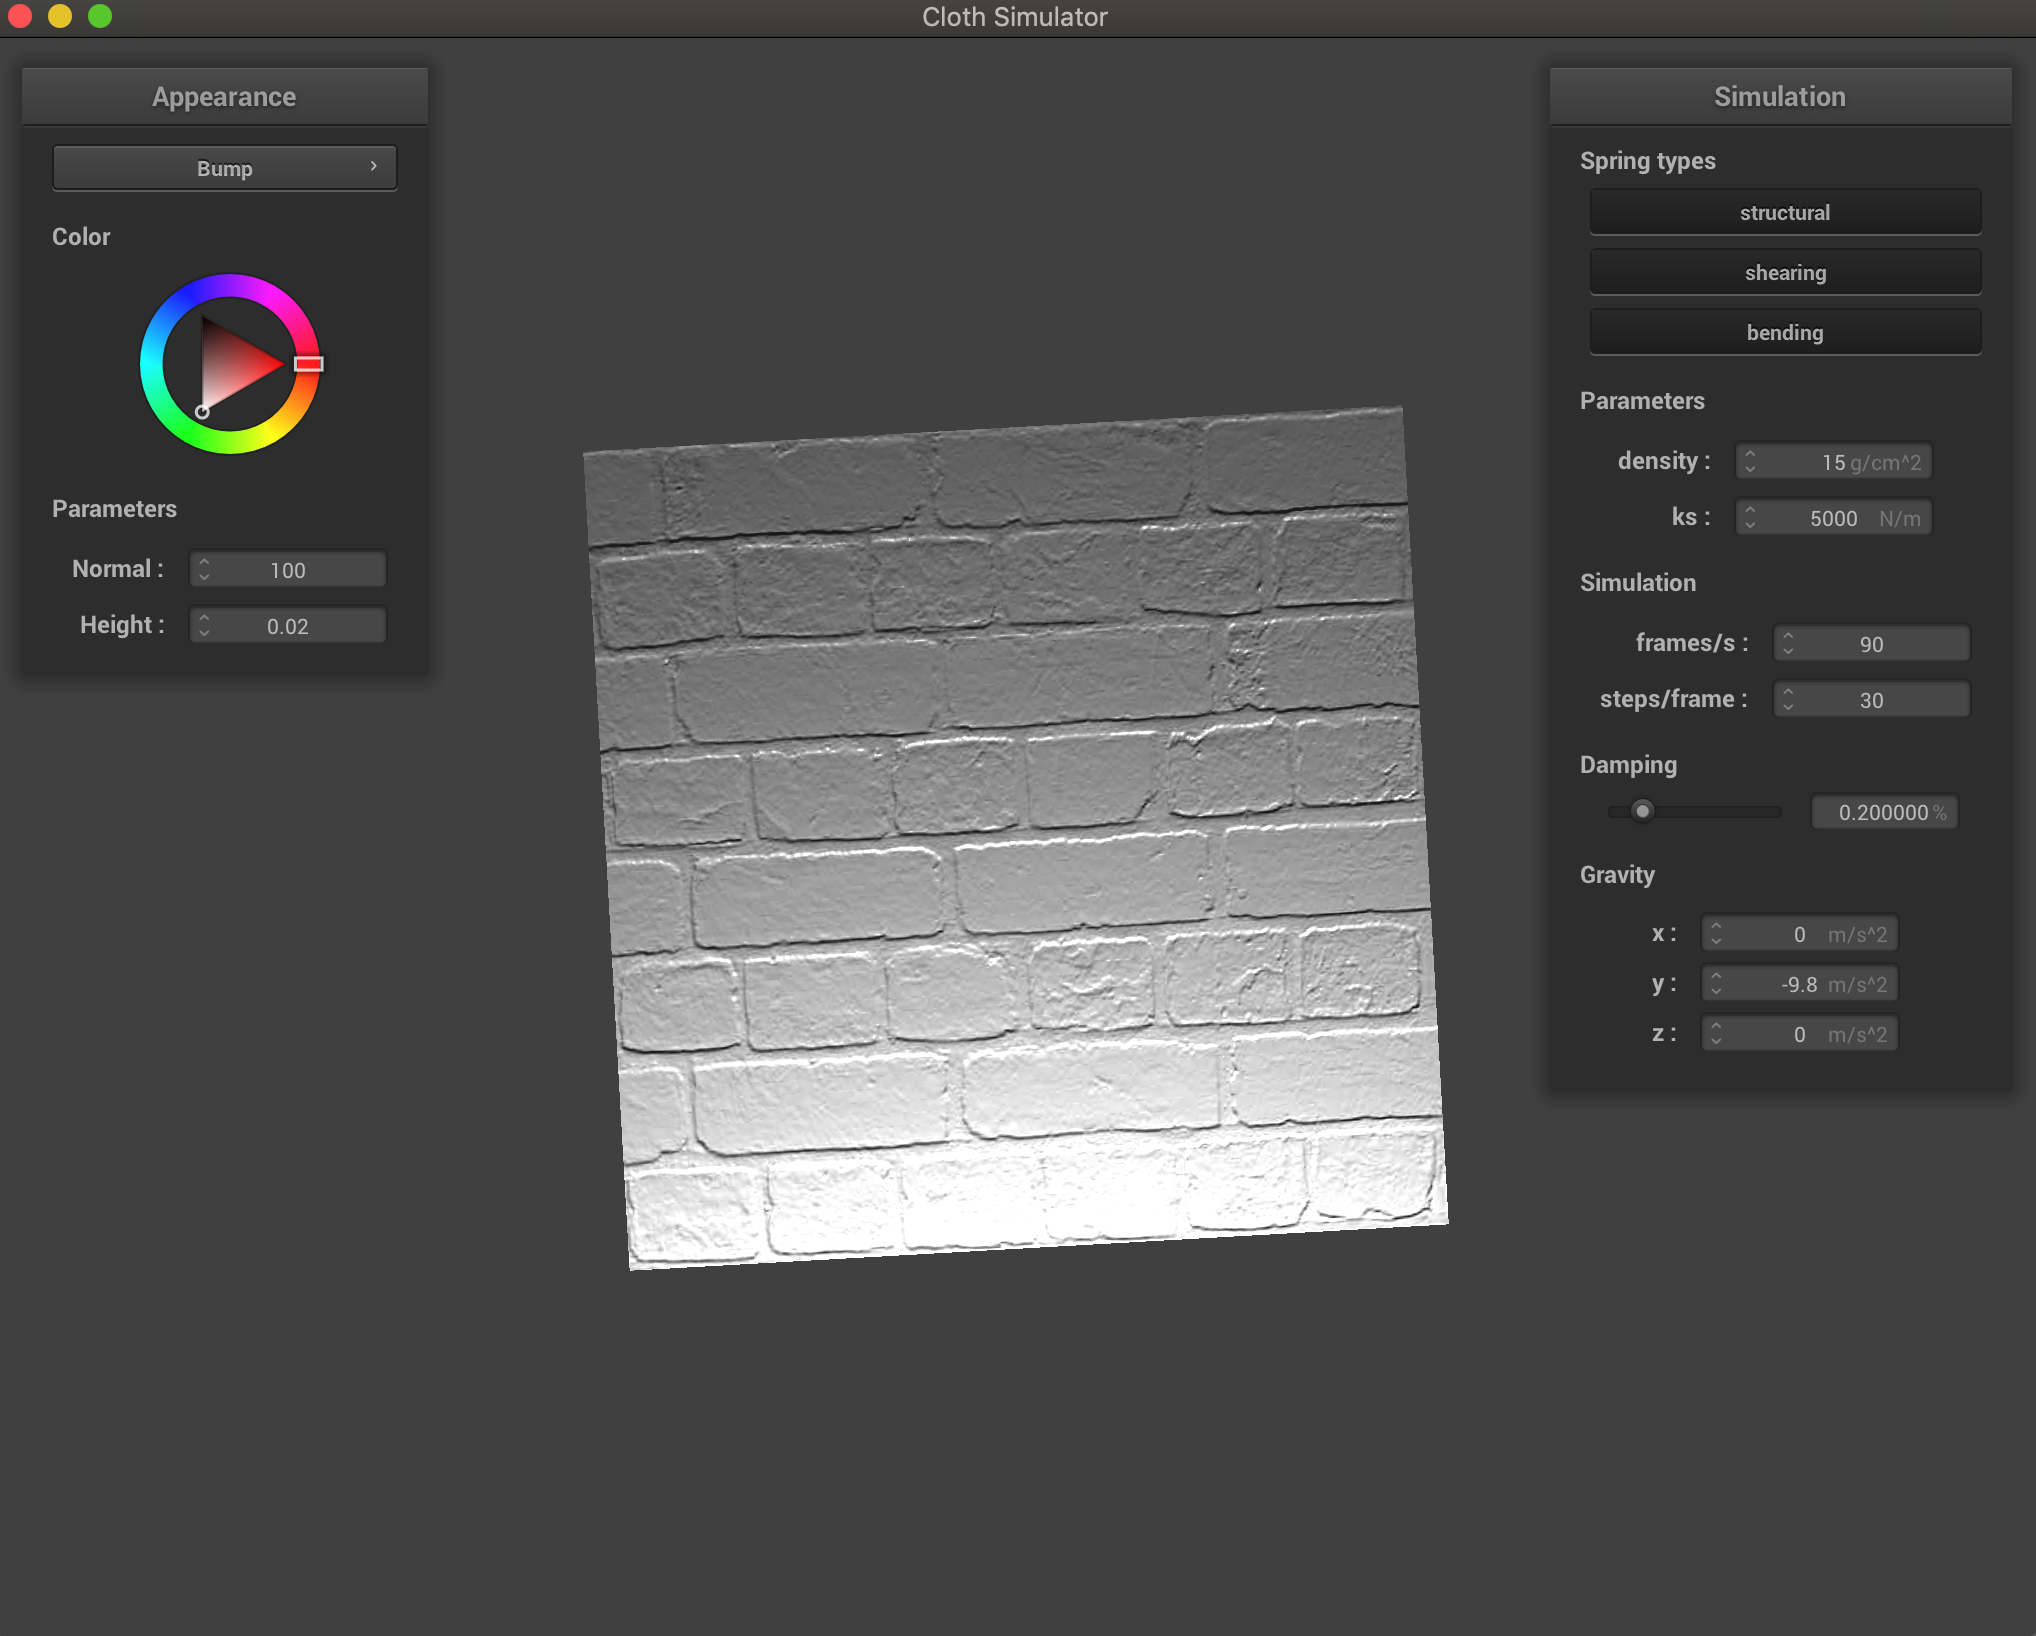 Cloth Simulator
Appearance
Bump
Color
Parameters
Normal : 100
Height : 0.02
Simulation
Spring types
structural
shearing
bending
Parameters
density : 15 g/cm^2
ks : 5000 N/m
Simulation
frames/s : 90
steps/frame : 30
Damping
0.200000 %
Gravity
x : 0 m/s^2
y : -9.8 m/s^2
z : 0 m/s^2